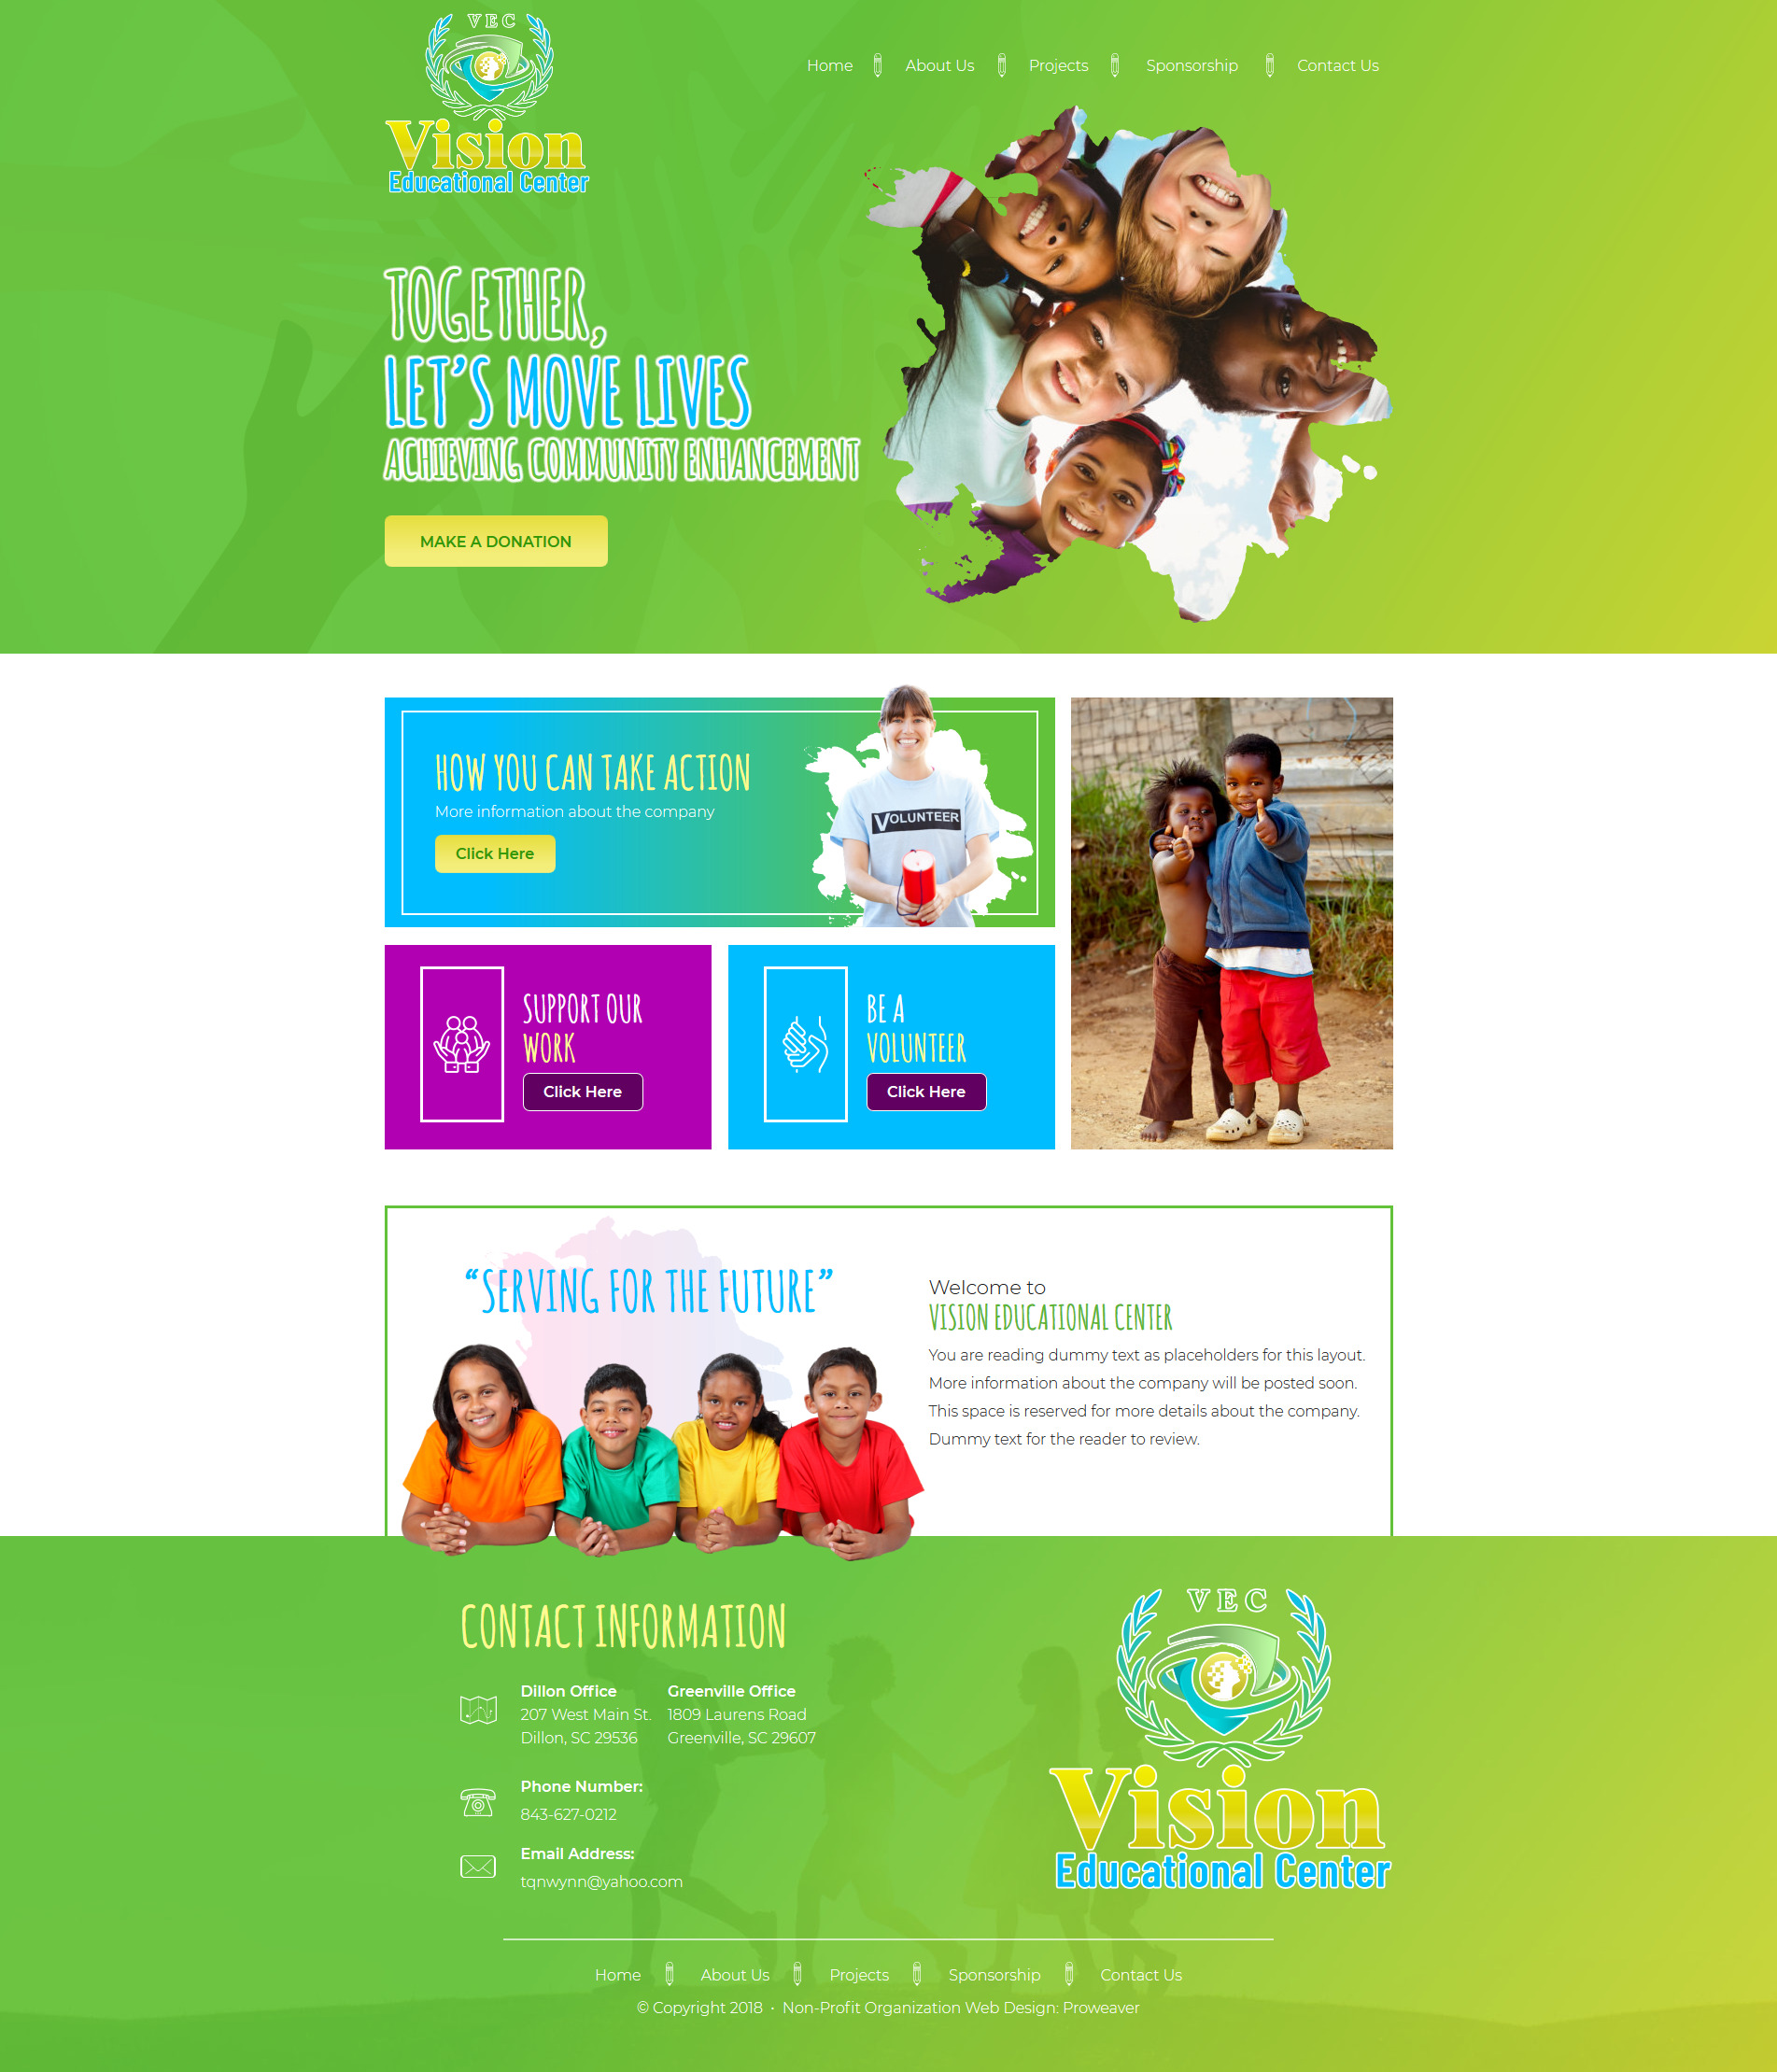 VEC
Vision
Educational Center
Home
About Us
Projects
Sponsorship
Contact Us
TOGETHER,
LET'S MOVE LIVES
ACHIEVING COMMUNITY ENHANCEMENT
MAKE A DONATION
HOW YOU CAN TAKE ACTION
More information about the company
Click Here
VOLUNTEER
SUPPORT OUR
WORK
Click Here
BE A
VOLUNTEER
Click Here
“SERVING FOR THE FUTURE”
Welcome to
VISION EDUCATIONAL CENTER
You are reading dummy text as placeholders for this layout.
More information about the company will be posted soon.
This space is reserved for more details about the company.
Dummy text for the reader to review.
CONTACT INFORMATION
Dillon Office
207 West Main St.
Dillon, SC 29536
Greenville Office
1809 Laurens Road
Greenville, SC 29607
Phone Number:
843-627-0212
Email Address:
tqnwynn@yahoo.com
VEC
Vision
Educational Center
Home
About Us
Projects
Sponsorship
Contact Us
© Copyright 2018 • Non-Profit Organization Web Design: Proweaver